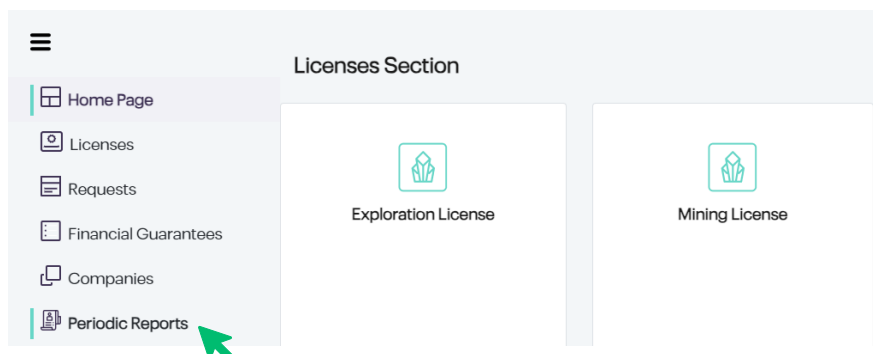 Licenses Section
Home Page
Licenses
Requests
Financial Guarantees
Companies
Periodic Reports
Exploration License
Mining License